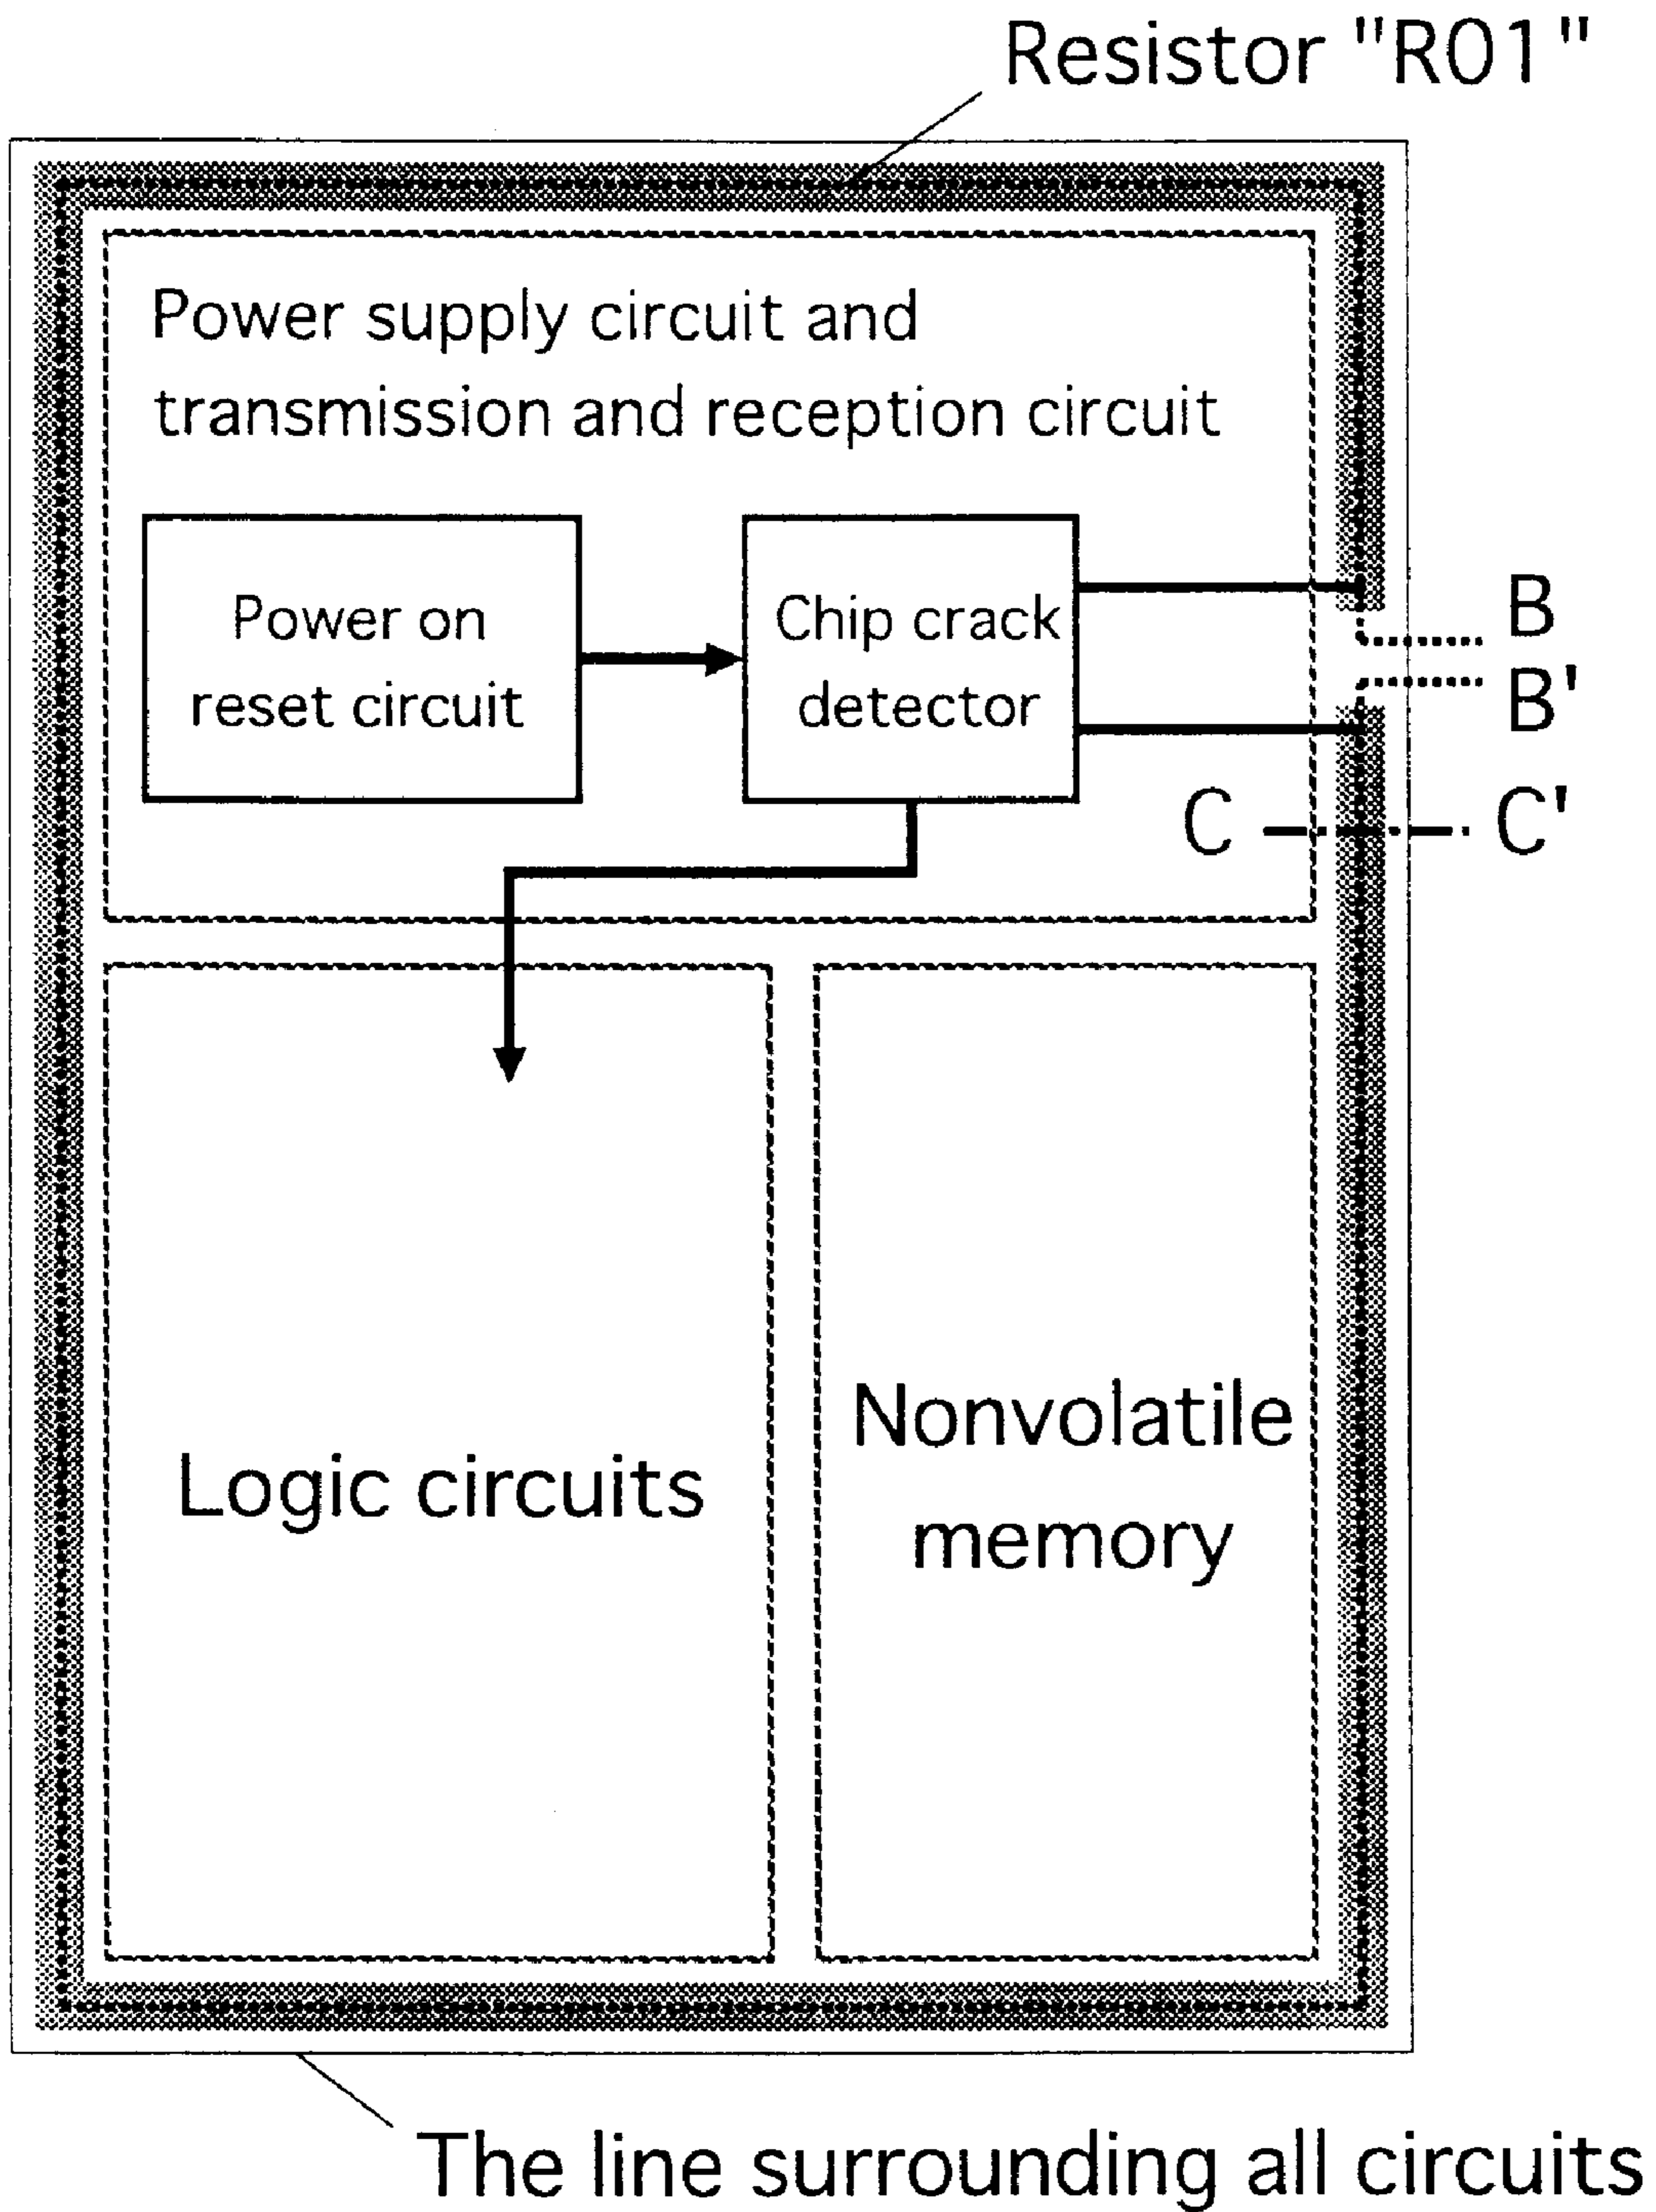 Resistor "R01"
Power supply circuit and
transmission and reception circuit
Power on
reset circuit
Chip crack
detector
B
B'
C
C'
Logic circuits
Nonvolatile
memory
The line surrounding all circuits